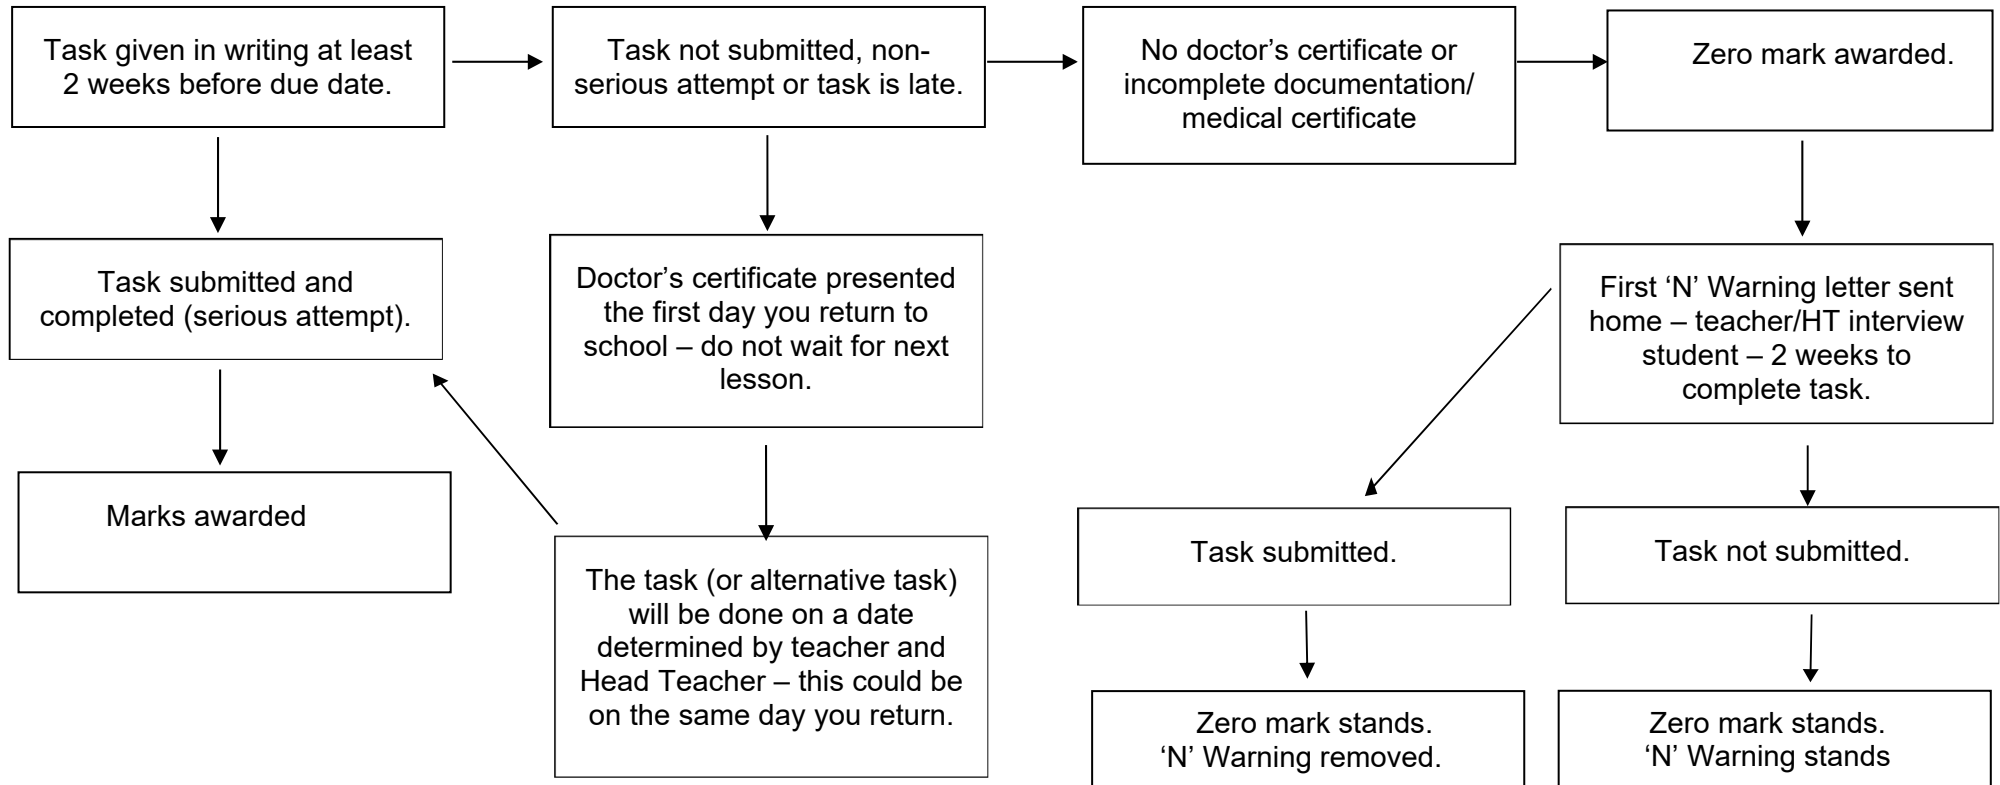 Task given in writing at least
2 weeks before due date.
Task not submitted, non-
serious attempt or task is late.
No doctor’s certificate or
incomplete documentation/
medical certificate
Zero mark awarded.
Task submitted and
completed (serious attempt).
Doctor’s certificate presented
the first day you return to
school – do not wait for next
lesson.
First ‘N’ Warning letter sent
home – teacher/HT interview
student – 2 weeks to
complete task.
Marks awarded
The task (or alternative task)
will be done on a date
determined by teacher and
Head Teacher – this could be
on the same day you return.
Task submitted.
Task not submitted.
Zero mark stands.
‘N’ Warning removed.
Zero mark stands.
‘N’ Warning stands